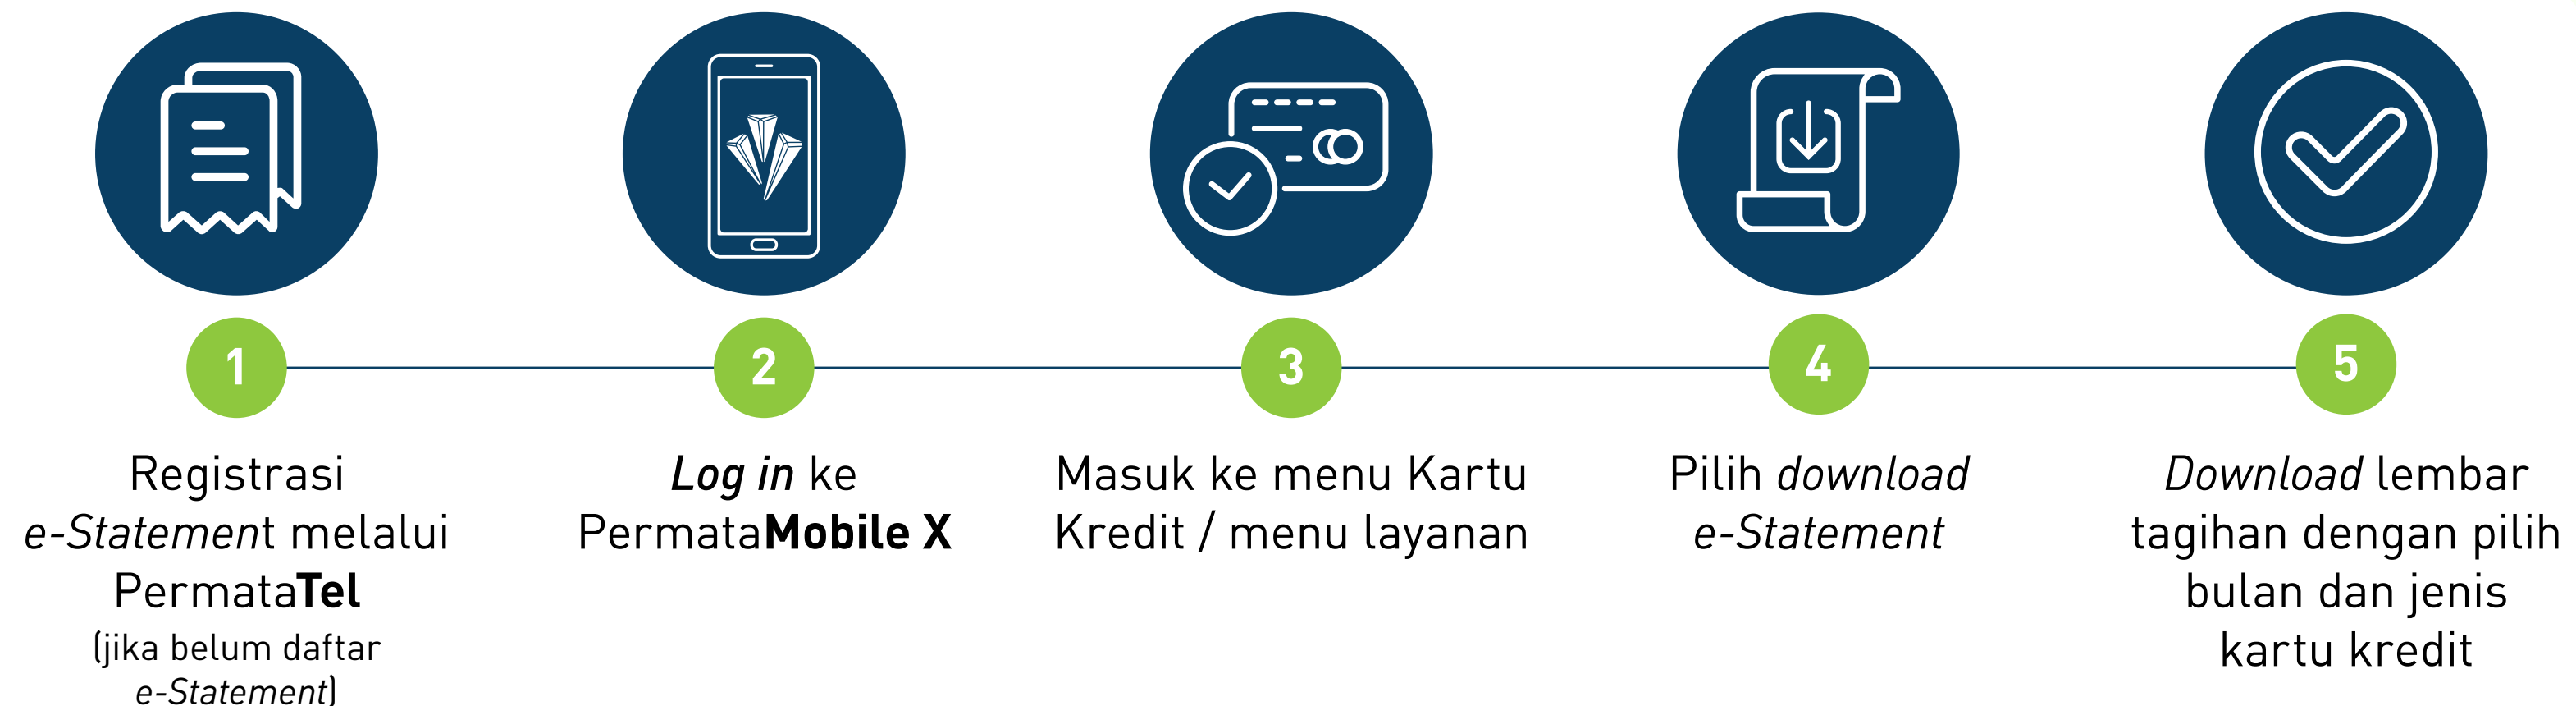 1
Registrasi
e-Statement melalui
PermataTel
(jika belum daftar
e-Statement)
2
Log in ke
PermataMobile X
3
Masuk ke menu Kartu
Kredit / menu layanan
4
Pilih download
e-Statement
5
Download lembar
tagihan dengan pilih
bulan dan jenis
kartu kredit